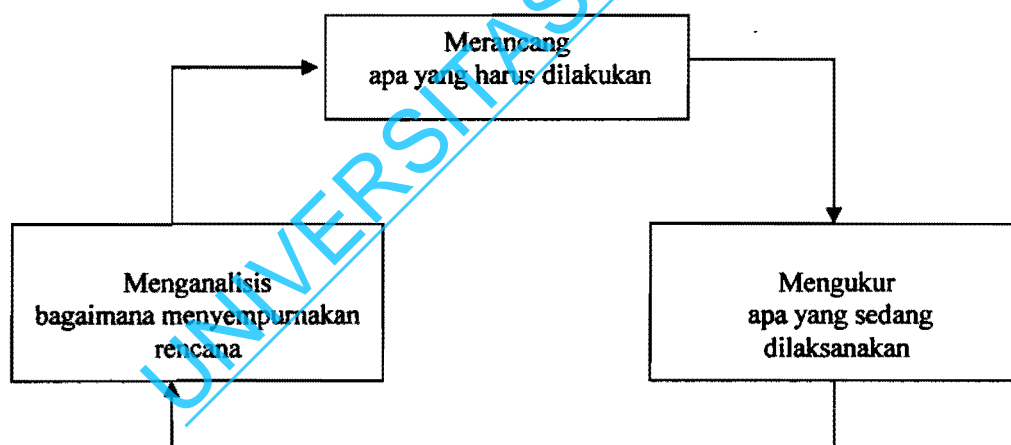 Merancang
apa yang harus dilakukan
Menganalisis
bagaimana menyempurnakan
rencana
Mengukur
apa yang sedang
dilaksanakan
UNIVERSITAS